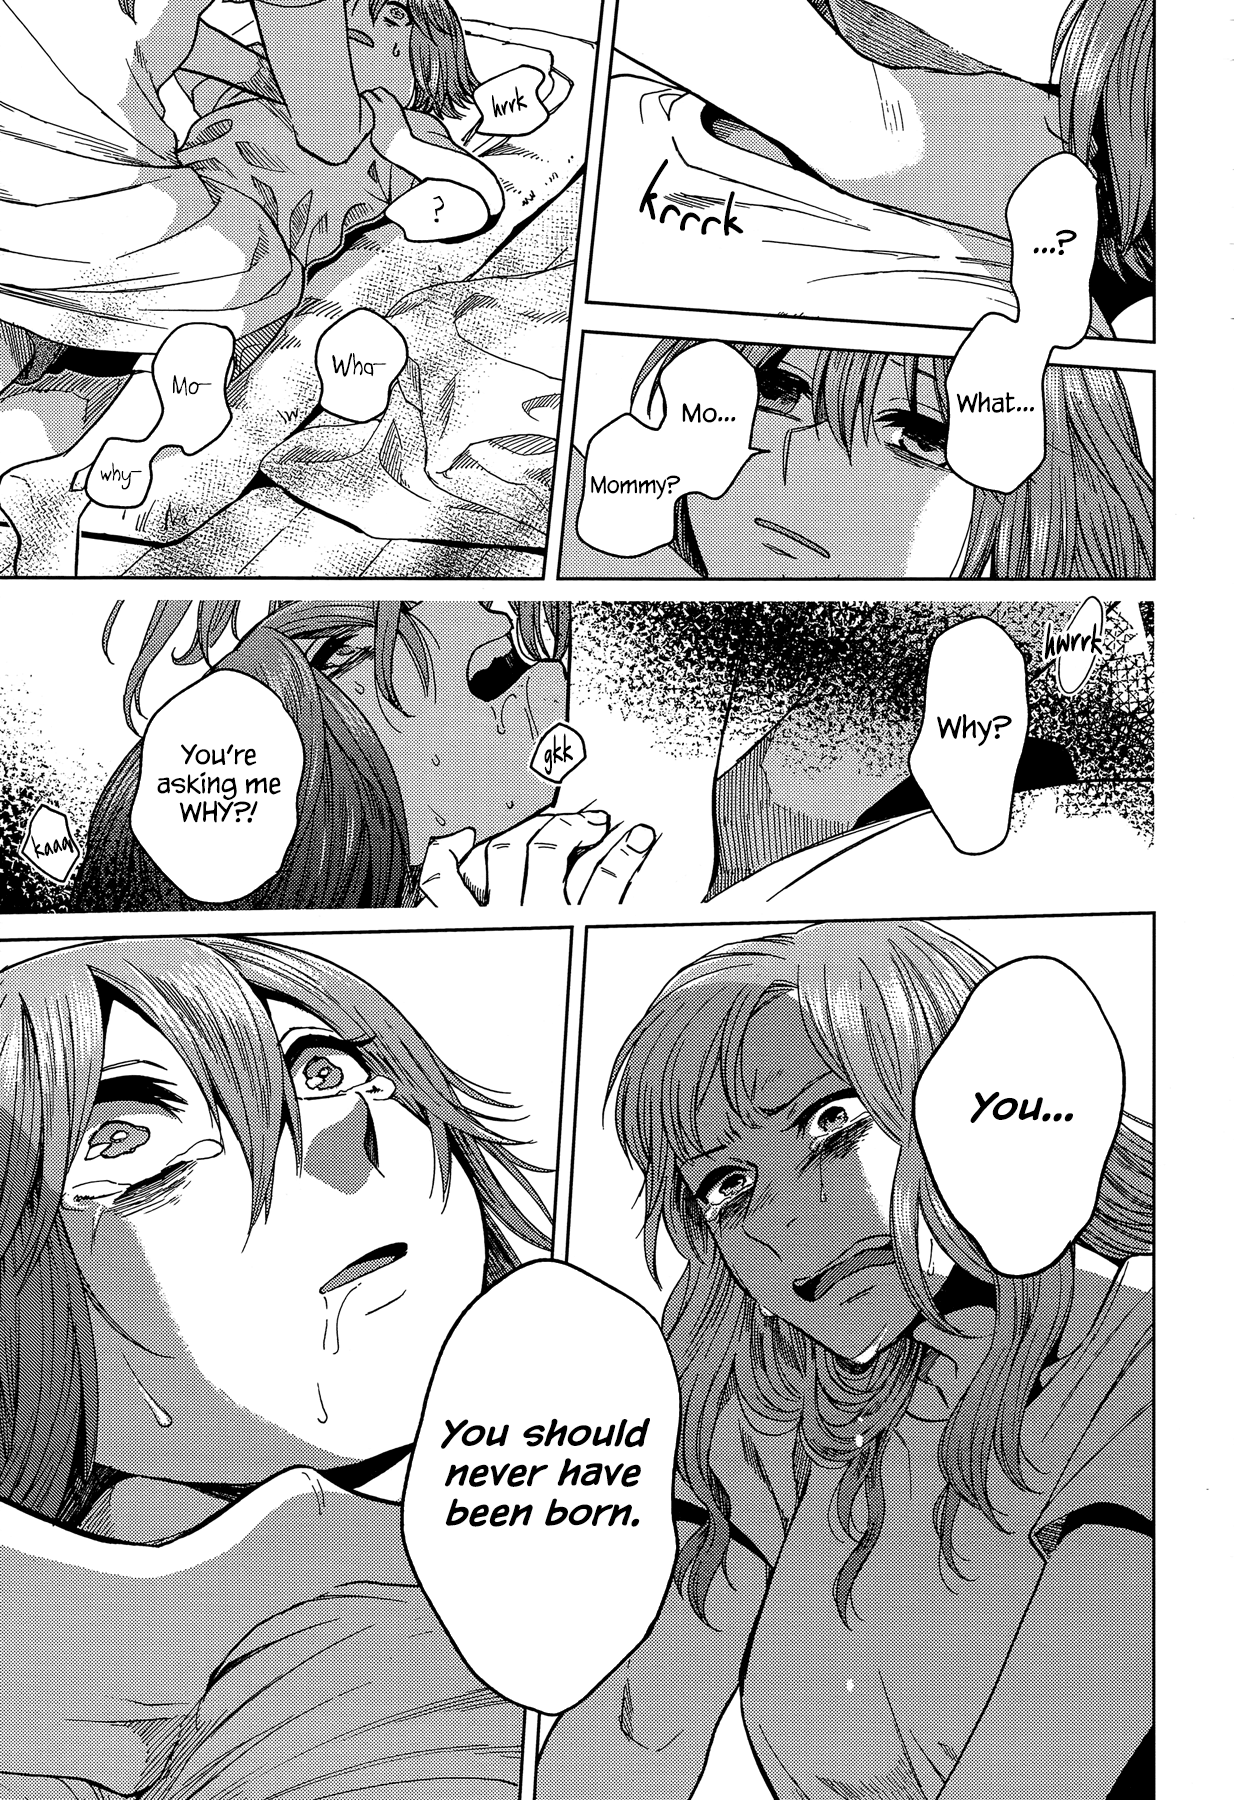 krrrk
...?
What...
Mo...
Mommy?
hrrk
?
Wha-
Mo-
why-
hwrrk
Why?
gkk
You're
asking me
WHY?!
kaaa
You...
You should
never have
been born.